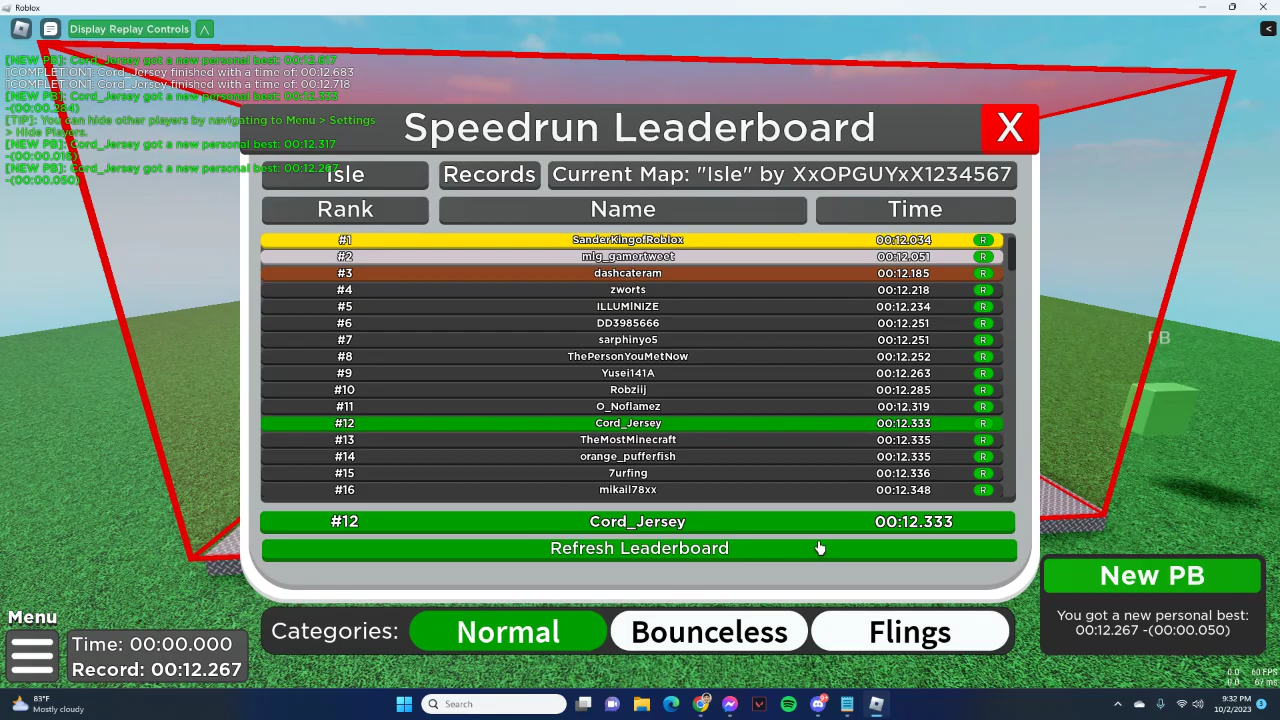 Roblox
Display Replay Controls
[NEW PB]: Cord_Jersey got a new personal best: 00:12.617
[COMPLETION]: Cord_Jersey finished with a time of: 00:12.683
[COMPLETION]: Cord_Jersey finished with a time of: 00:12.718
[NEW PB]: Cord_Jersey got a new personal best: 00:12.333
-(00:00.284)
[TIP]: You can hide other players by navigating to Menu > Settings
> Hide Players.
[NEW PB]: Cord_Jersey got a new personal best: 00:12.317
-(00:00.016)
[NEW PB]: Cord_Jersey got a new personal best: 00:12.267
-(00:00.050)
Speedrun Leaderboard
X
Isle Records Current Map: "Isle" by XxOPGUYxX1234567
Rank Name Time
#1 SanderKingofRoblox 00:12.034 R
#2 mlg_gamertweet 00:12.051 R
#3 dashcateram 00:12.185 R
#4 zworts 00:12.218 R
#5 ILLUMlNIZE 00:12.234 R
#6 DD3985666 00:12.251 R
#7 sarphinyo5 00:12.251 R
#8 ThePersonYouMetNow 00:12.252 R
#9 Yusei141A 00:12.263 R
#10 Robziij 00:12.285 R
#11 O_Noflamez 00:12.319 R
#12 Cord_Jersey 00:12.333 R
#13 TheMostMinecraft 00:12.335 R
#14 orange_pufferfish 00:12.335 R
#15 7urfing 00:12.336 R
#16 mikail78xx 00:12.348 R
#12 Cord_Jersey 00:12.333
Refresh Leaderboard
PB
New PB
You got a new personal best:
00:12.267 -(00:00.050)
Menu
Time: 00:00.000
Record: 00:12.267
Categories: Normal Bounceless Flings
0.0 60 FPS
0.0 67 ms
83°F
Mostly cloudy
Search
9:32 PM
10/2/2023